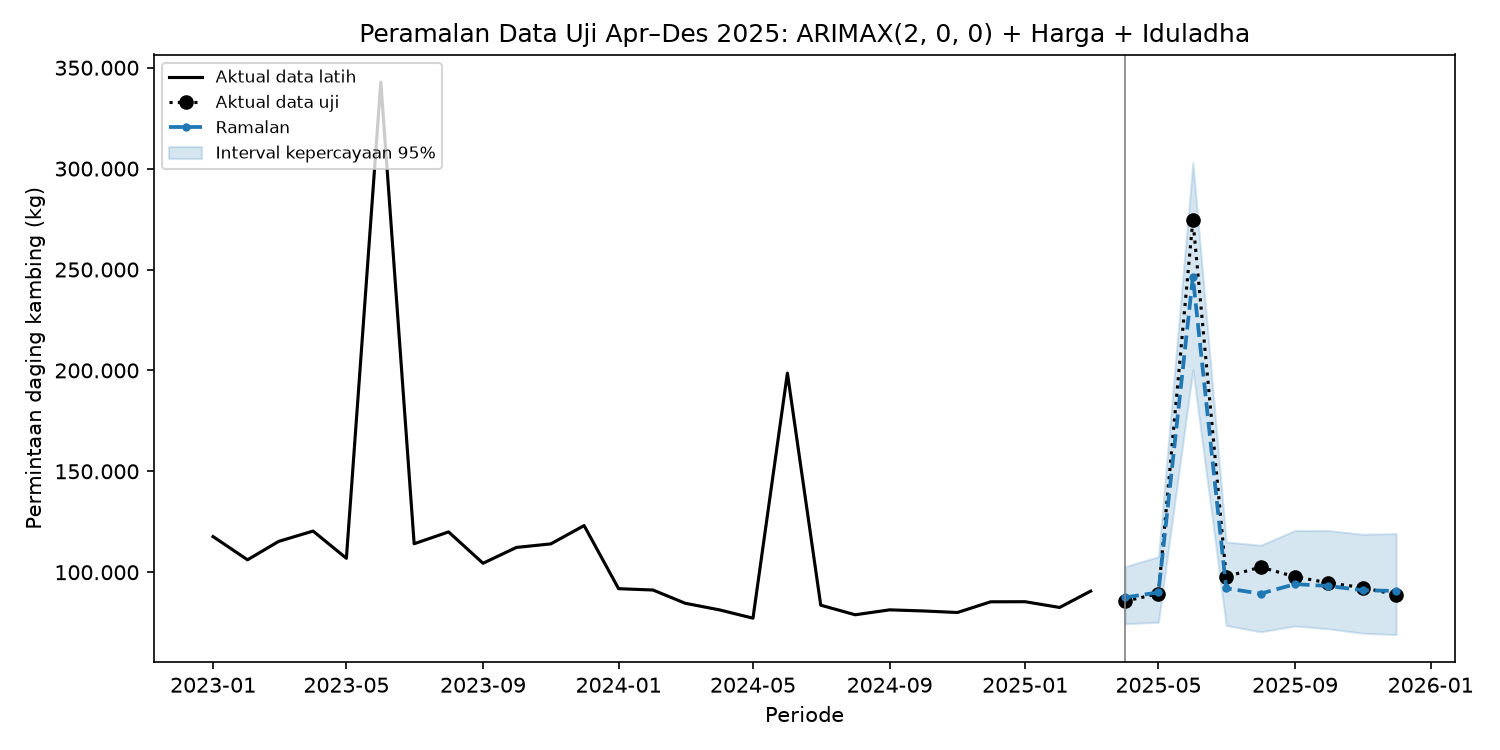 Peramalan Data Uji Apr–Des 2025: ARIMAX(2, 0, 0) + Harga + Iduladha
Aktual data latih
Aktual data uji
Ramalan
Interval kepercayaan 95%
Permintaan daging kambing (kg)
350.000
300.000
250.000
200.000
150.000
100.000
2023-01
2023-05
2023-09
2024-01
2024-05
2024-09
2025-01
2025-05
2025-09
2026-01
Periode